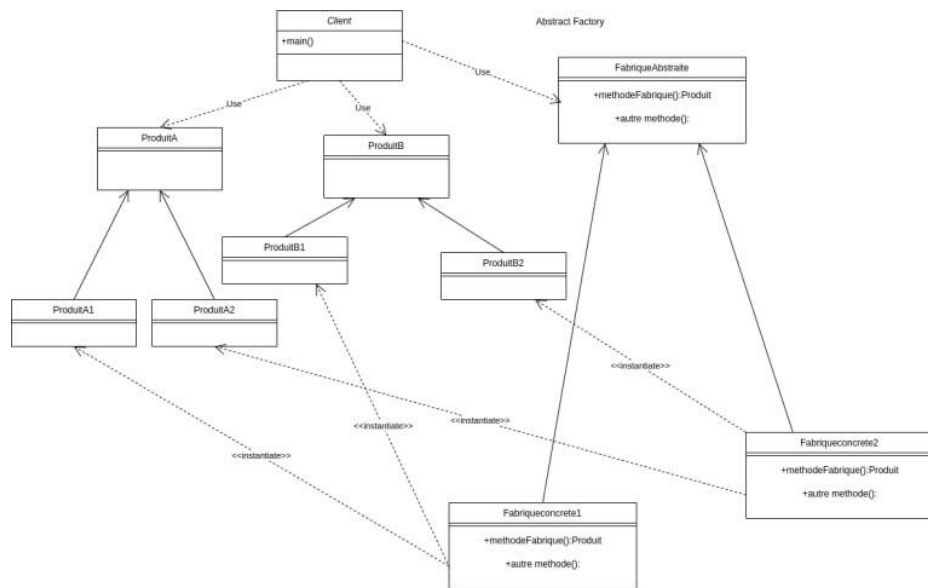 Client
Abstract Factory
+main()
FabriqueAbstraite
Use
+methodeFabrique():Produit
Use
Use
+autre methode():
ProduitA
ProduitB
ProduitB1
ProduitB2
ProduitA1
ProduitA2
<<instantiate>>
<<instantiate>>
<<instantiate>>
<<instantiate>>
Fabriqueconcrete2
+methodeFabrique():Produit
+autre methode():
Fabriqueconcrete1
+methodeFabrique():Produit
+autre methode():